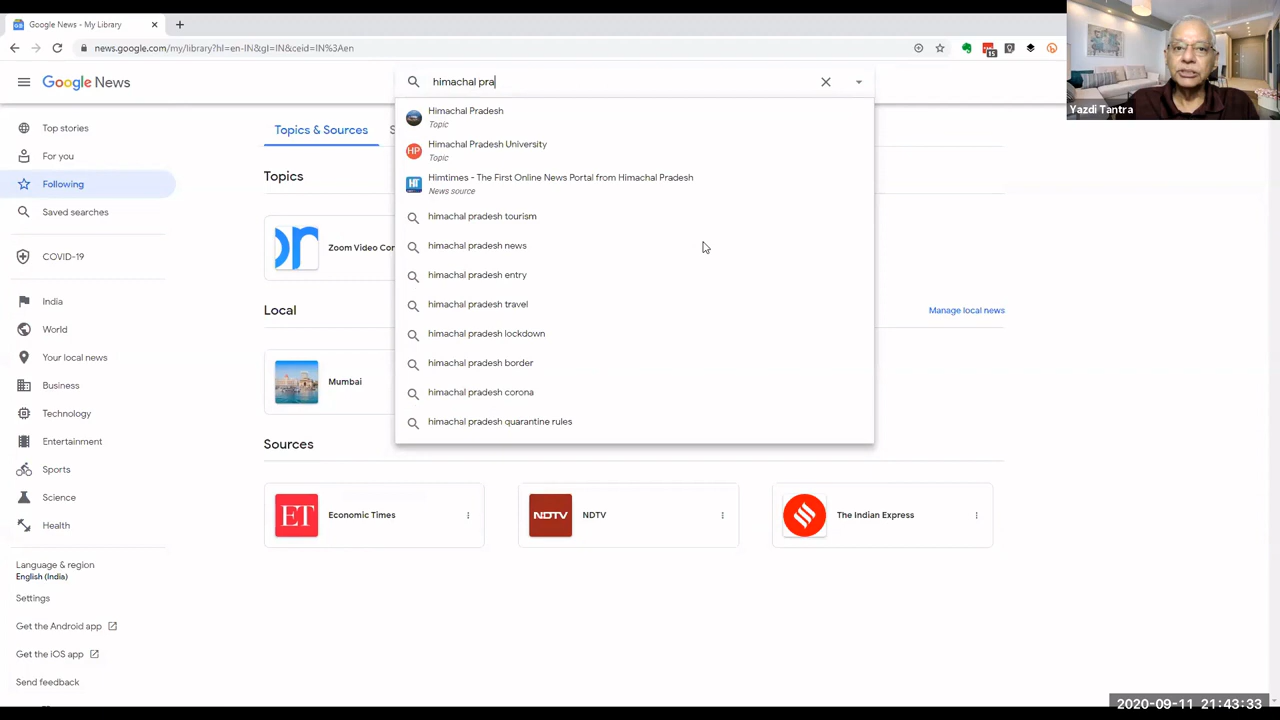 Google News - My Library
news.google.com/my/library?hl=en-IN&gl=IN&ceid=IN%3Aen
15
Yazdi Tantra
Google News
himachal pra
Himachal Pradesh
Topic
HP
Himachal Pradesh University
Topic
Himtimes - The First Online News Portal from Himachal Pradesh
News source
himachal pradesh tourism
himachal pradesh news
himachal pradesh entry
himachal pradesh travel
himachal pradesh lockdown
himachal pradesh border
himachal pradesh corona
himachal pradesh quarantine rules
Top stories
For you
Following
Saved searches
COVID-19
India
World
Your local news
Business
Technology
Entertainment
Sports
Science
Health
Language & region
English (India)
Settings
Get the Android app
Get the iOS app
Send feedback
Topics & Sources
S
Topics
Zoom Video Con
Local
Manage local news
Mumbai
Sources
ET
Economic Times
NDTV
NDTV
The Indian Express
2020-09-11 21:43:33